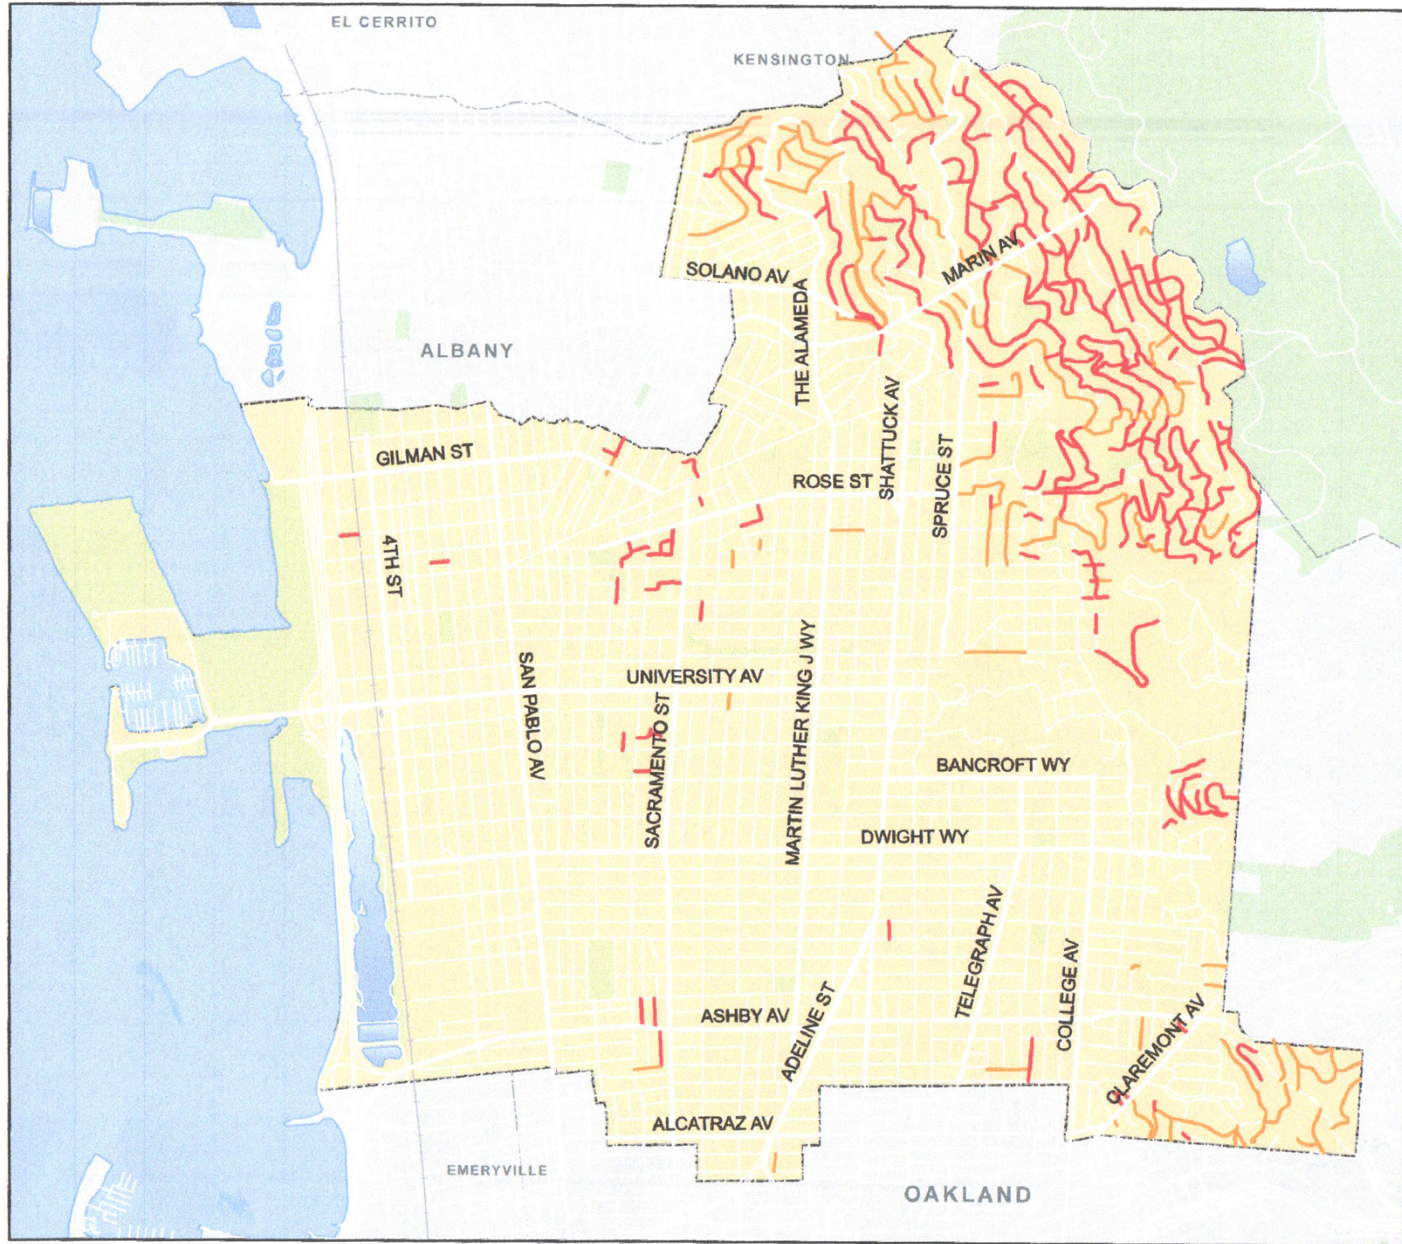 EL CERRITO
KENSINGTON
SOLANO AV
MARIN AV
THE ALAMEDA
ALBANY
SHATTUCK AV
GILMAN ST
ROSE ST
SPRUCE ST
4TH ST
SAN PABLO AV
UNIVERSITY AV
SACRAMENTO ST
MARTIN LUTHER KING J WY
BANCROFT WY
DWIGHT WY
TELEGRAPH AV
COLLEGE AV
ASHBY AV
ADELINE ST
CLAREMONT AV
ALCATRAZ AV
EMERYVILLE
OAKLAND